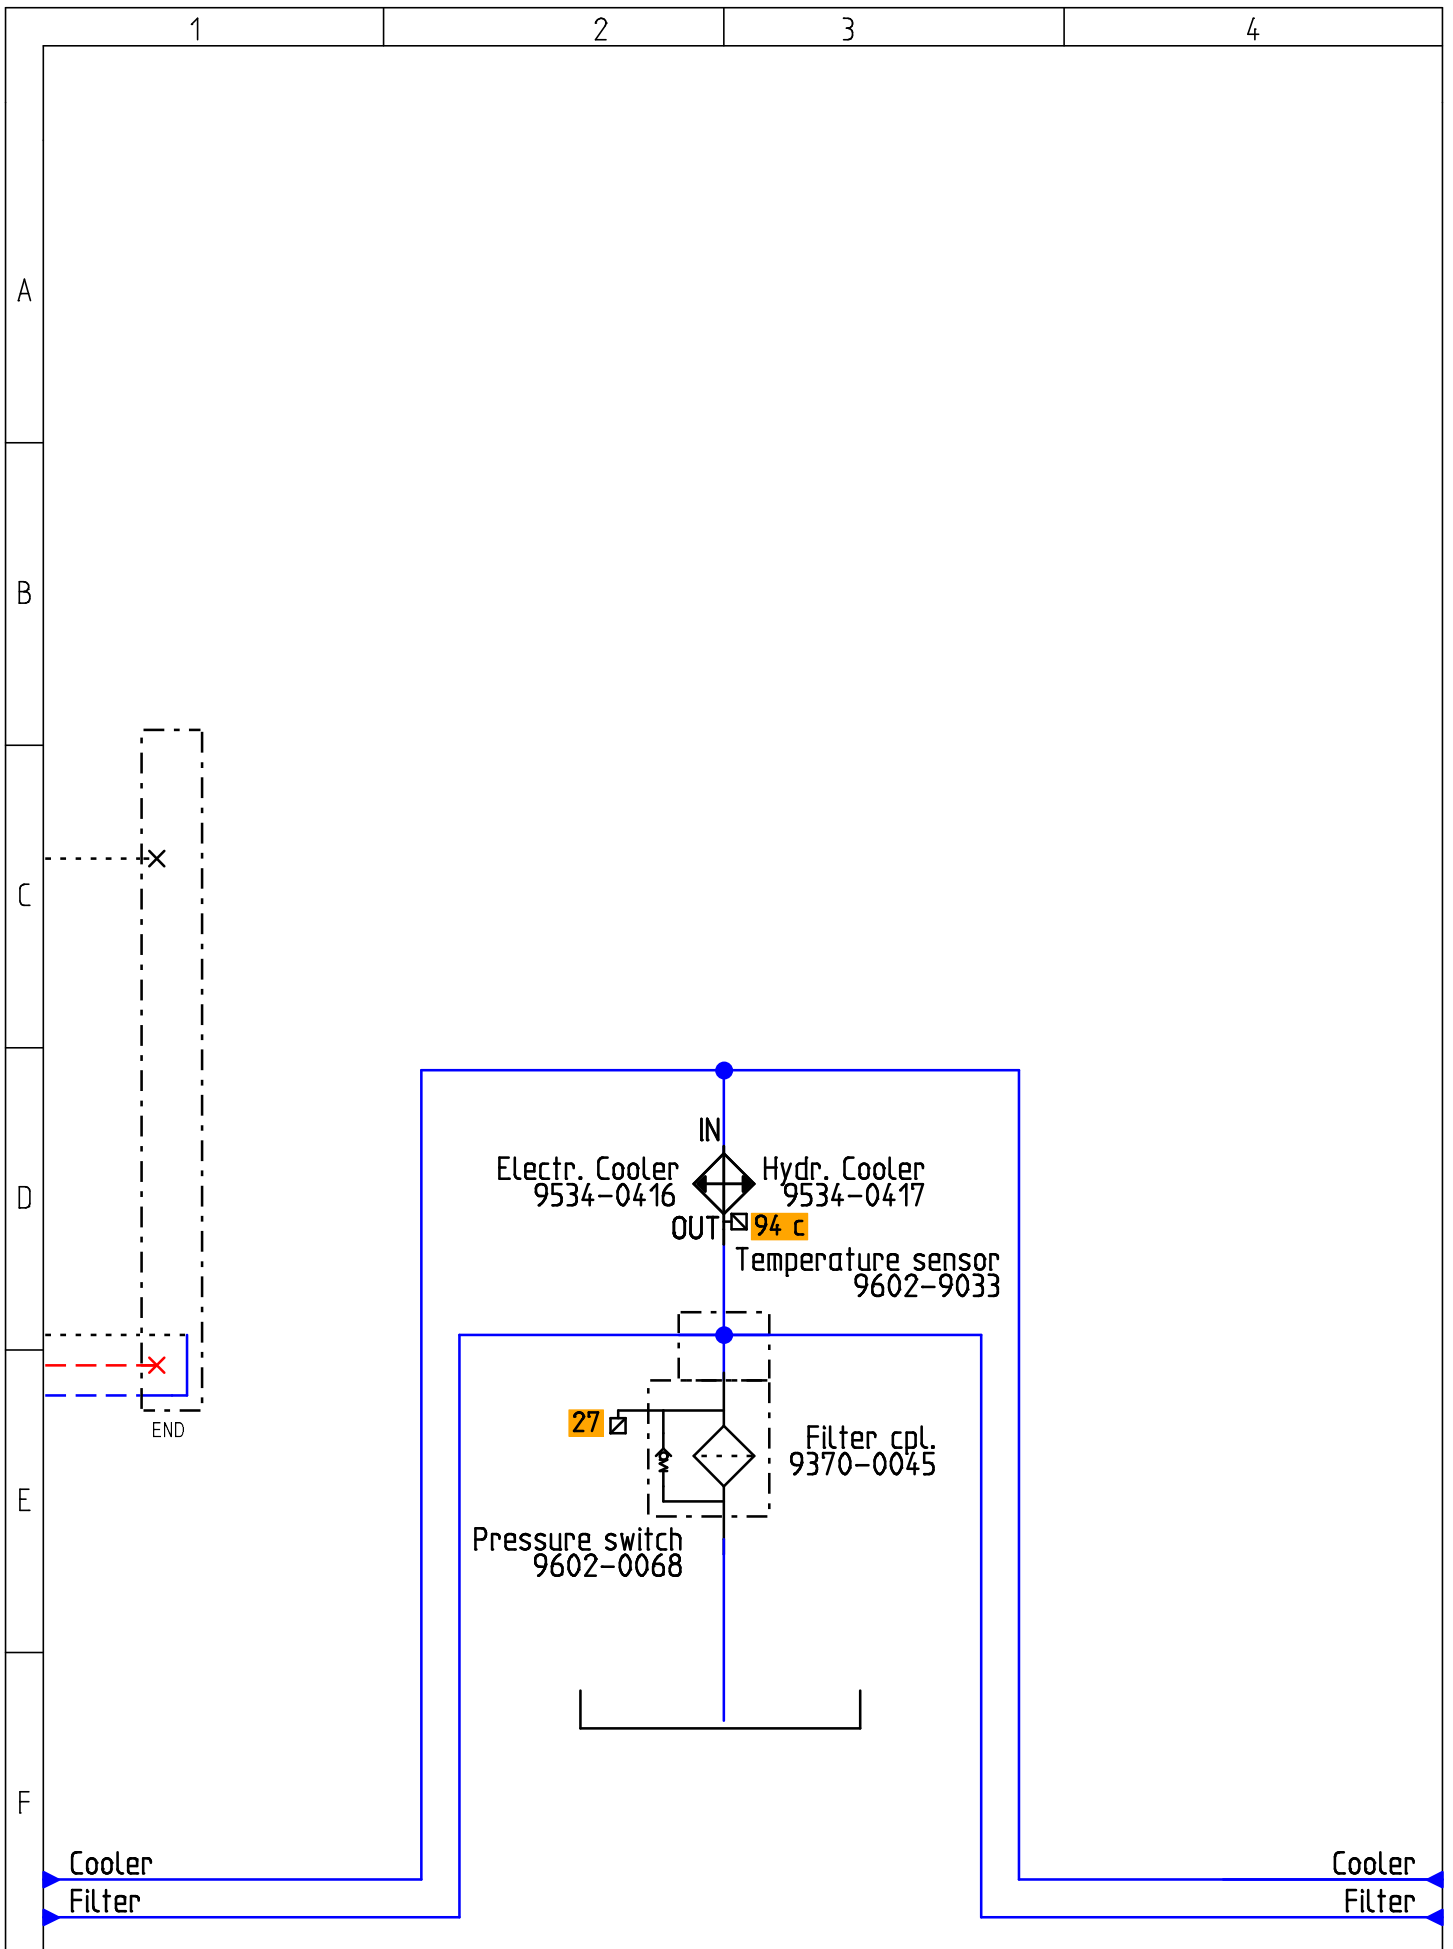 1 2 3 4
A
B
C
D
E
F
IN
Electr. Cooler
9534-0416
Hydr. Cooler
9534-0417
OUT
94 c
Temperature sensor
9602-9033
END
27
Filter cpl.
9370-0045
Pressure switch
9602-0068
Cooler
Filter
Cooler
Filter